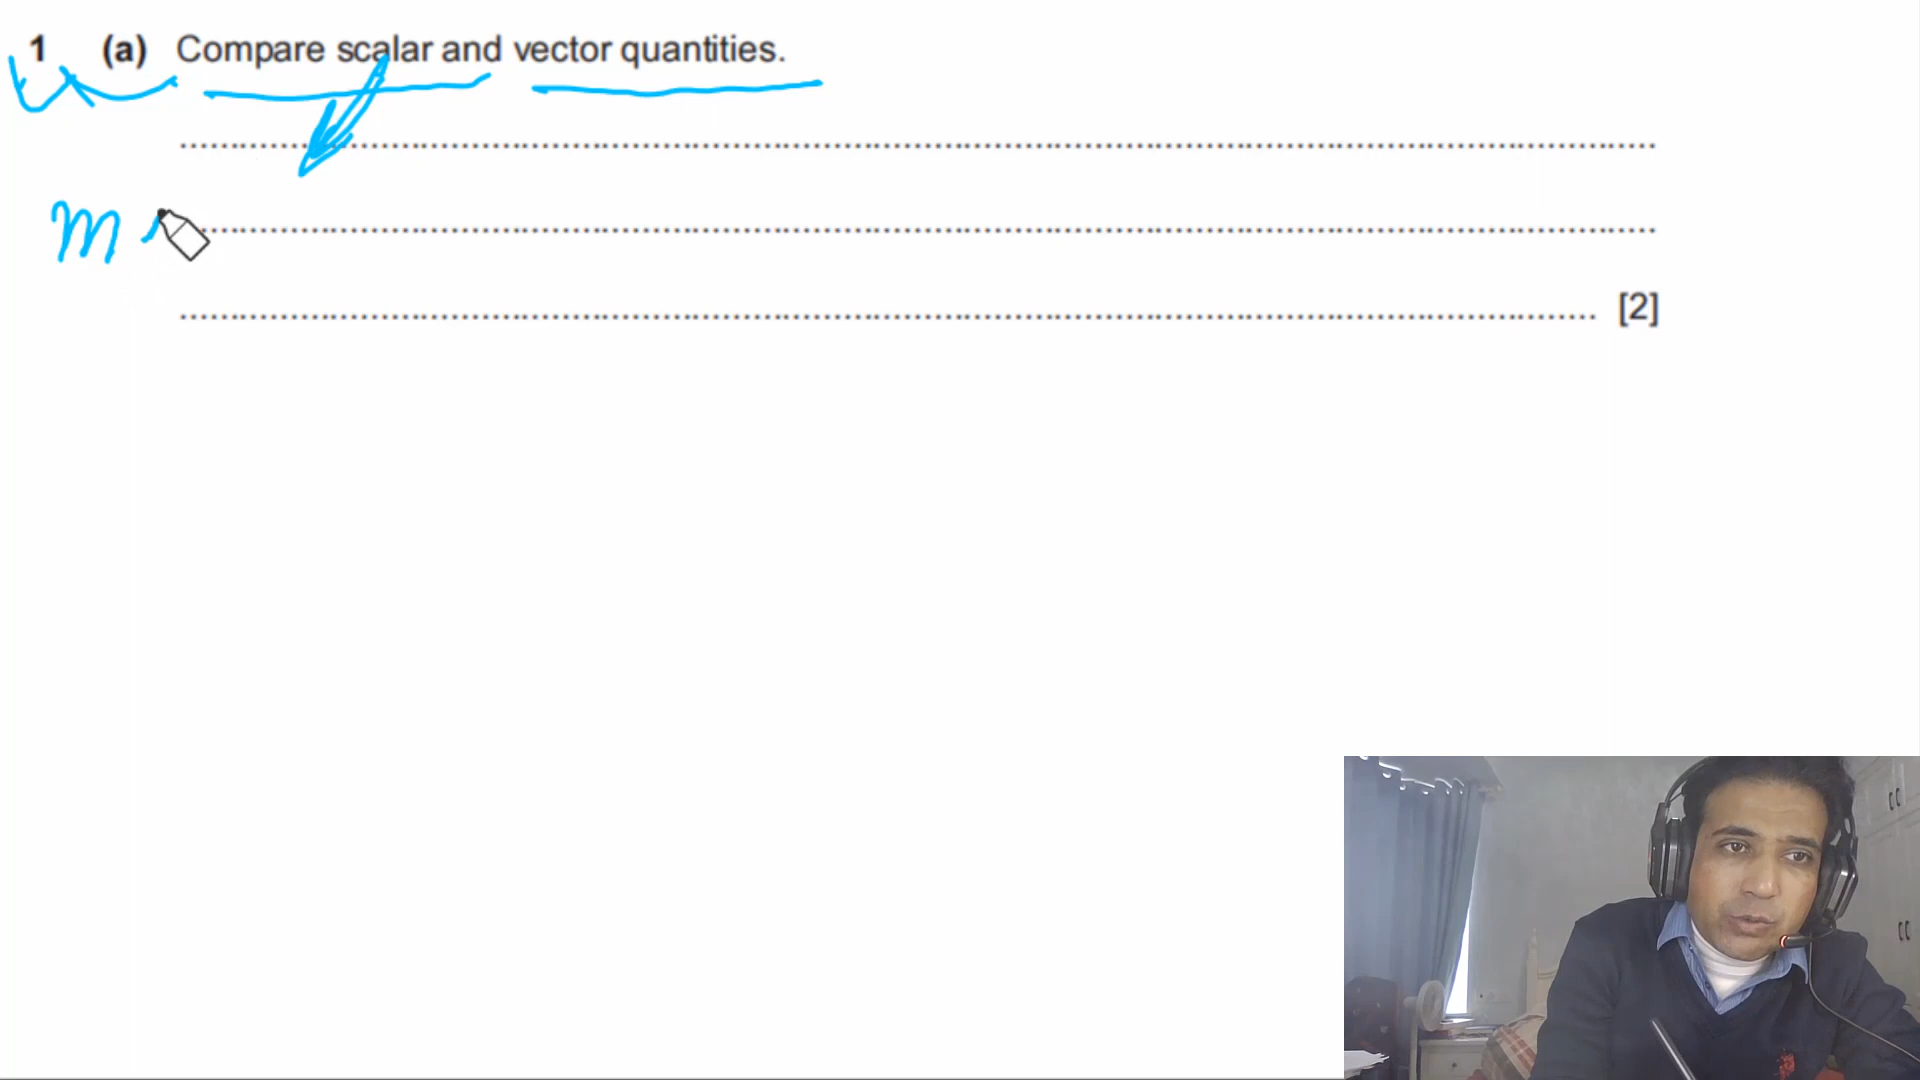 1 (a) Compare scalar and vector quantities.
m
[2]